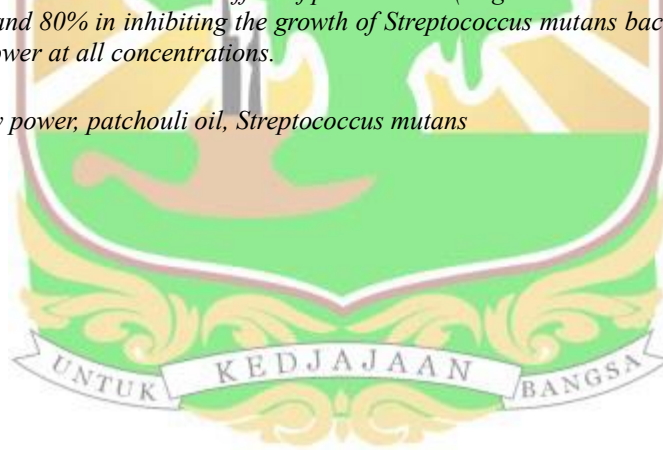 and 80% in inhibiting the growth of Streptococcus mutans bac
ower at all concentrations.
y power, patchouli oil, Streptococcus mutans
UNTUK KEDJAJAAN BANGSA